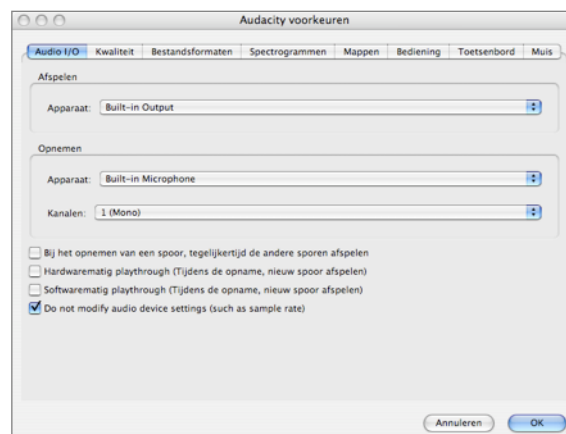 Audacity voorkeuren
Audio I/O Kwaliteit Bestandsformaten Spectrogrammen Mappen Bediening Toetsenbord Muis
Afspelen
Apparaat: Built-in Output
Opnemen
Apparaat: Built-in Microphone
Kanalen: 1 (Mono)
Bij het opnemen van een spoor, tegelijkertijd de andere sporen afspelen
Hardwarematig playthrough (Tijdens de opname, nieuw spoor afspelen)
Softwarematig playthrough (Tijdens de opname, nieuw spoor afspelen)
Do not modify audio device settings (such as sample rate)
Annuleren OK